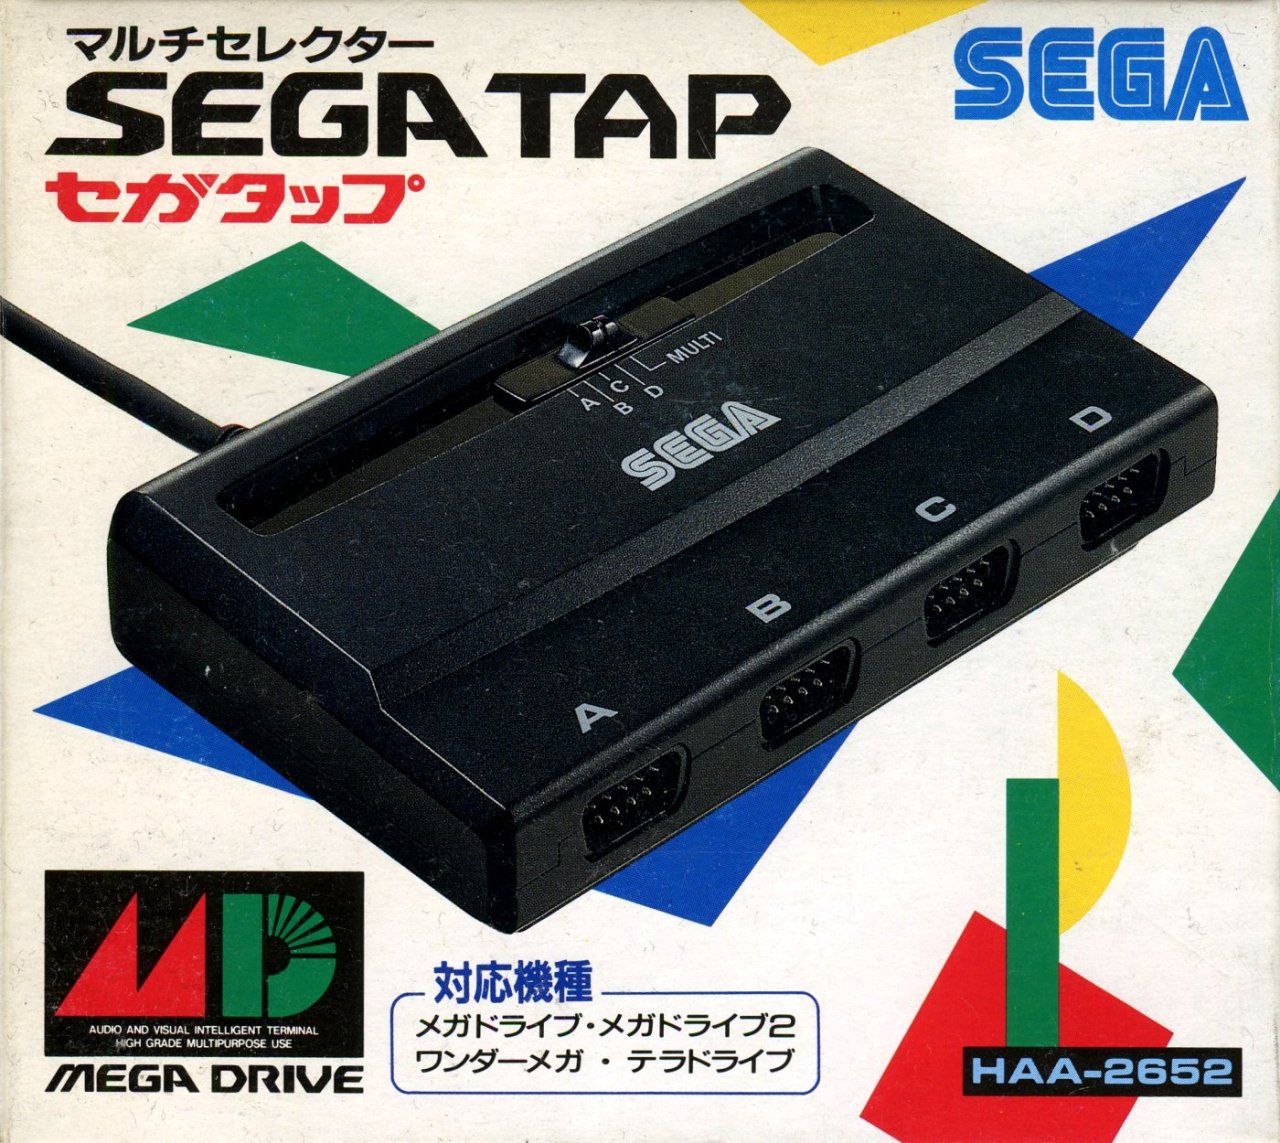 マルチセレクター
SEGA TAP
セガタップ
SEGA
A B C D MULTI
SEGA
A
B
C
D
AUDIO AND VISUAL INTELLIGENT TERMINAL
HIGH GRADE MULTIPURPOSE USE
MEGA DRIVE
対応機種
メガドライブ・メガドライブ2
ワンダーメガ・テラドライブ
HAA-2652